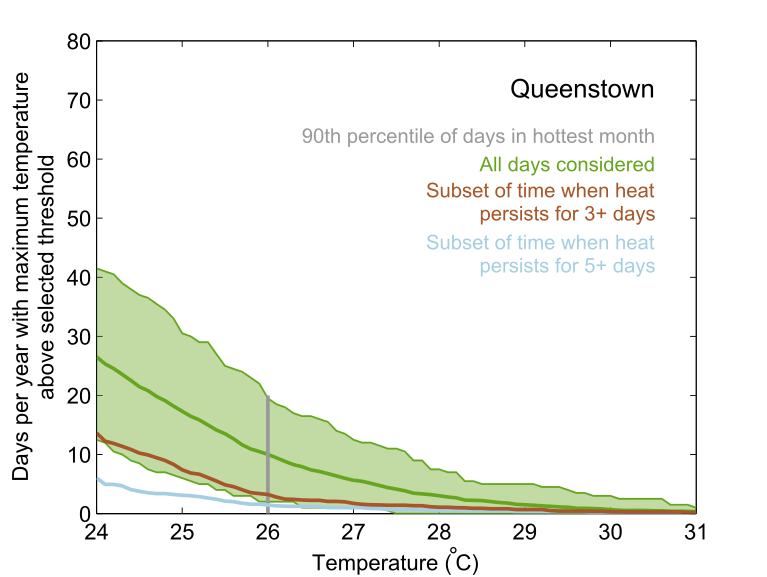 Queenstown
90th percentile of days in hottest month
All days considered
Subset of time when heat
persists for 3+ days
Subset of time when heat
persists for 5+ days
Days per year with maximum temperature
above selected threshold
80
70
60
50
40
30
20
10
0
24 25 26 27 28 29 30 31
Temperature (°C)